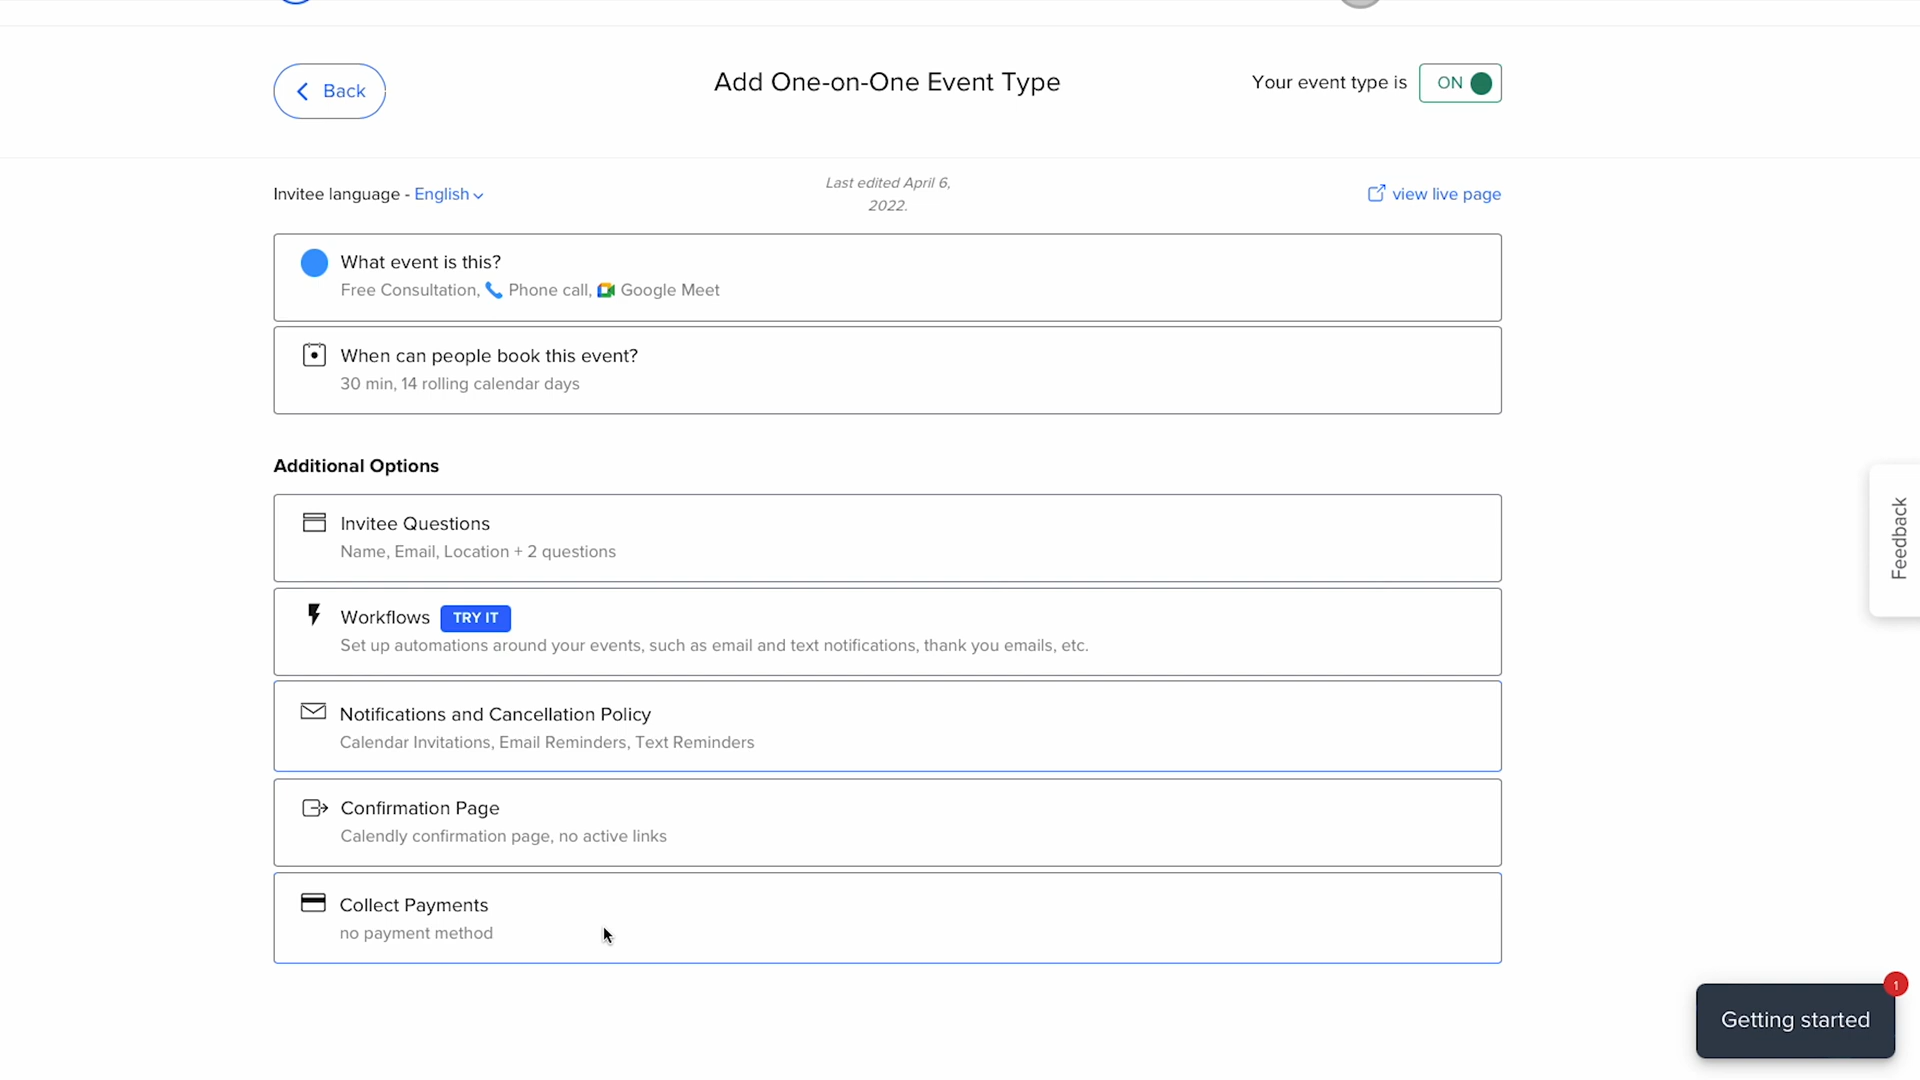 Back
Add One-on-One Event Type
Your event type is
ON
Invitee language - English
Last edited April 6,
2022.
view live page
What event is this?
Free Consultation, Phone call, Google Meet
When can people book this event?
30 min, 14 rolling calendar days
Additional Options
Invitee Questions
Name, Email, Location + 2 questions
Workflows TRY IT
Set up automations around your events, such as email and text notifications, thank you emails, etc.
Notifications and Cancellation Policy
Calendar Invitations, Email Reminders, Text Reminders
Confirmation Page
Calendly confirmation page, no active links
Collect Payments
no payment method
Feedback
1
Getting started